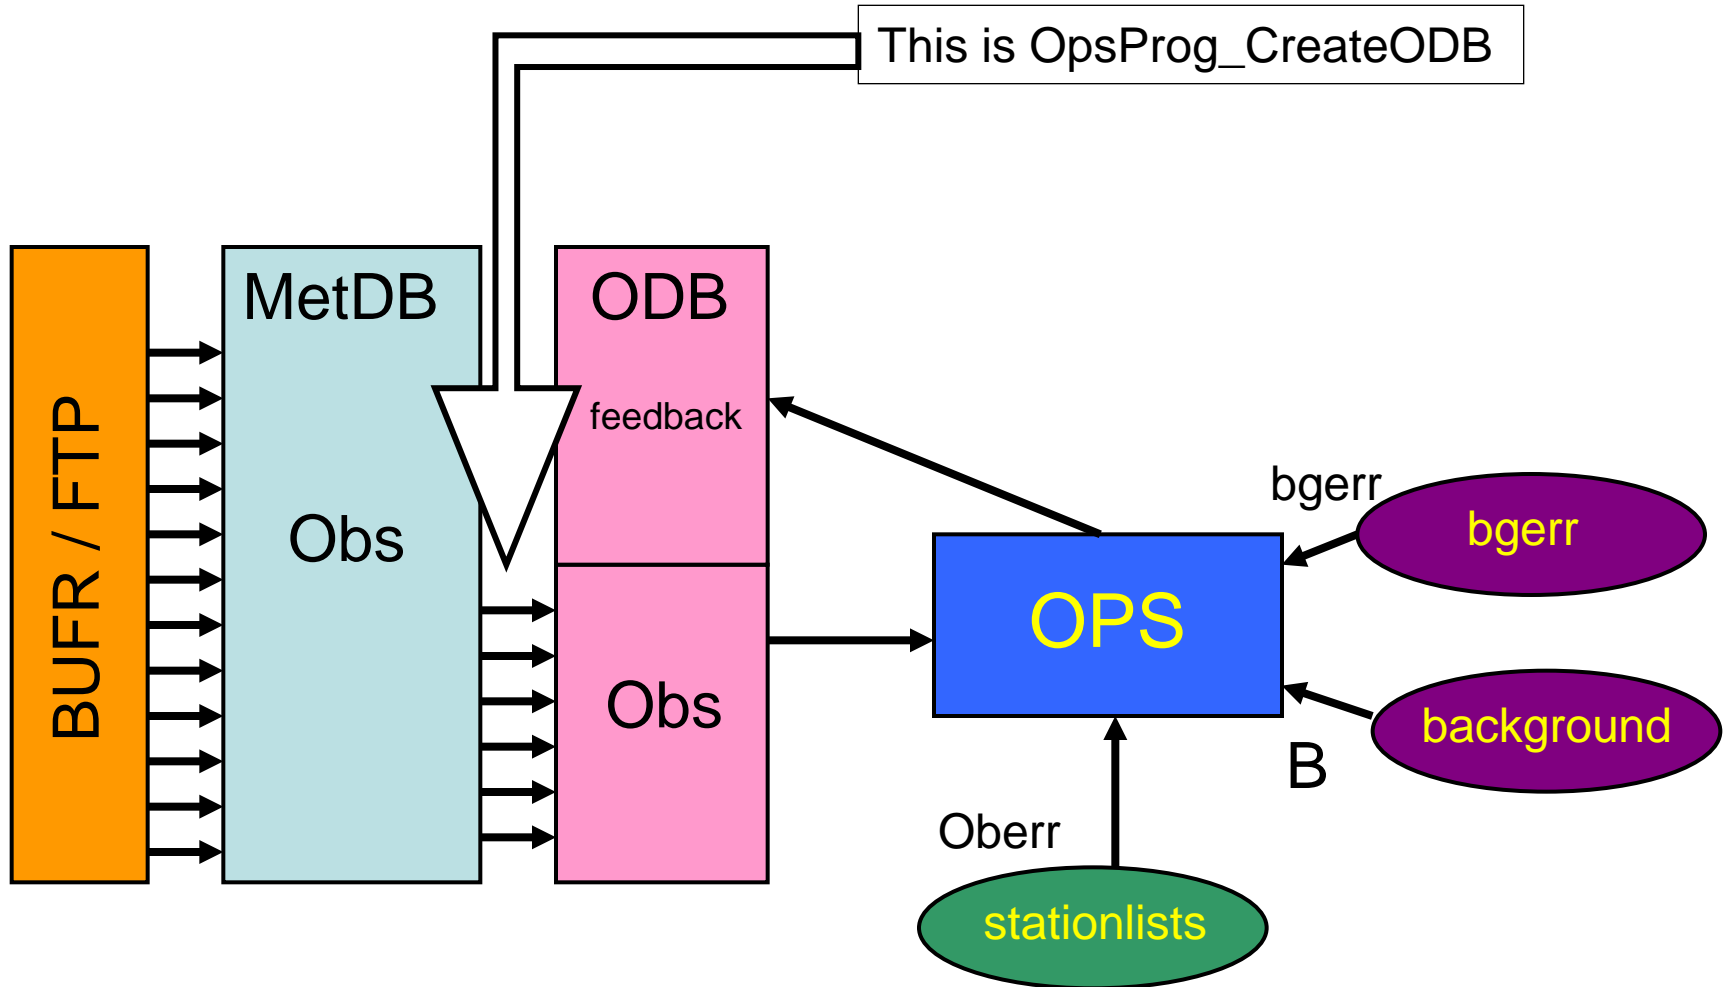 This is OpsProg_CreateODB
BUFR / FTP
MetDB
Obs
ODB
feedback
Obs
OPS
bgerr
bgerr
background
B
Oberr
stationlists